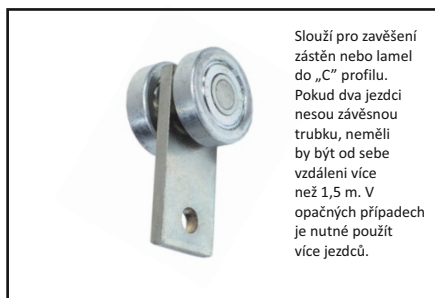 Slouží pro zavěšení
zástěn nebo lamel
do „C” profilu.
Pokud dva jezdci
nesou závěsnou
trubku, neměli
by být od sebe
vzdáleni více
než 1,5 m. V
opačných případech
je nutné použít
více jezdců.